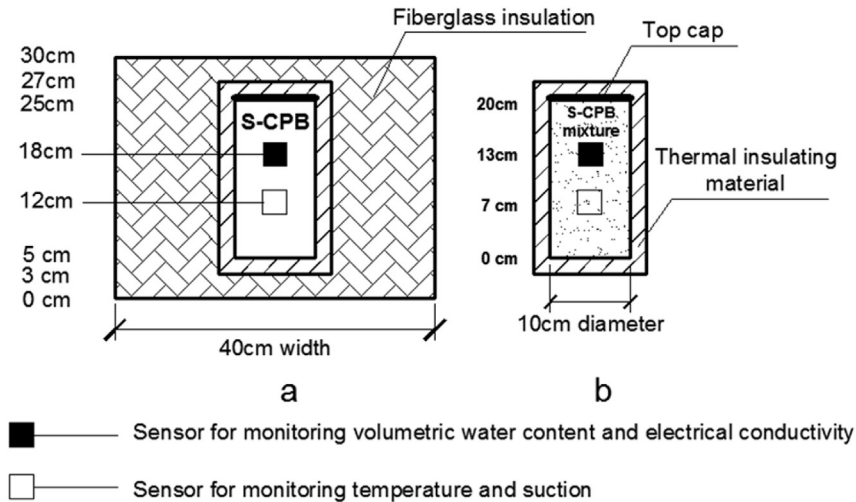 Fiberglass insulation
Top cap
30cm
27cm
25cm
18cm
12cm
5 cm
3 cm
0 cm
S-CPB
40cm width
a
20cm
13cm
7 cm
0 cm
S-CPB
mixture
Thermal insulating
material
10cm diameter
b
Sensor for monitoring volumetric water content and electrical conductivity
Sensor for monitoring temperature and suction